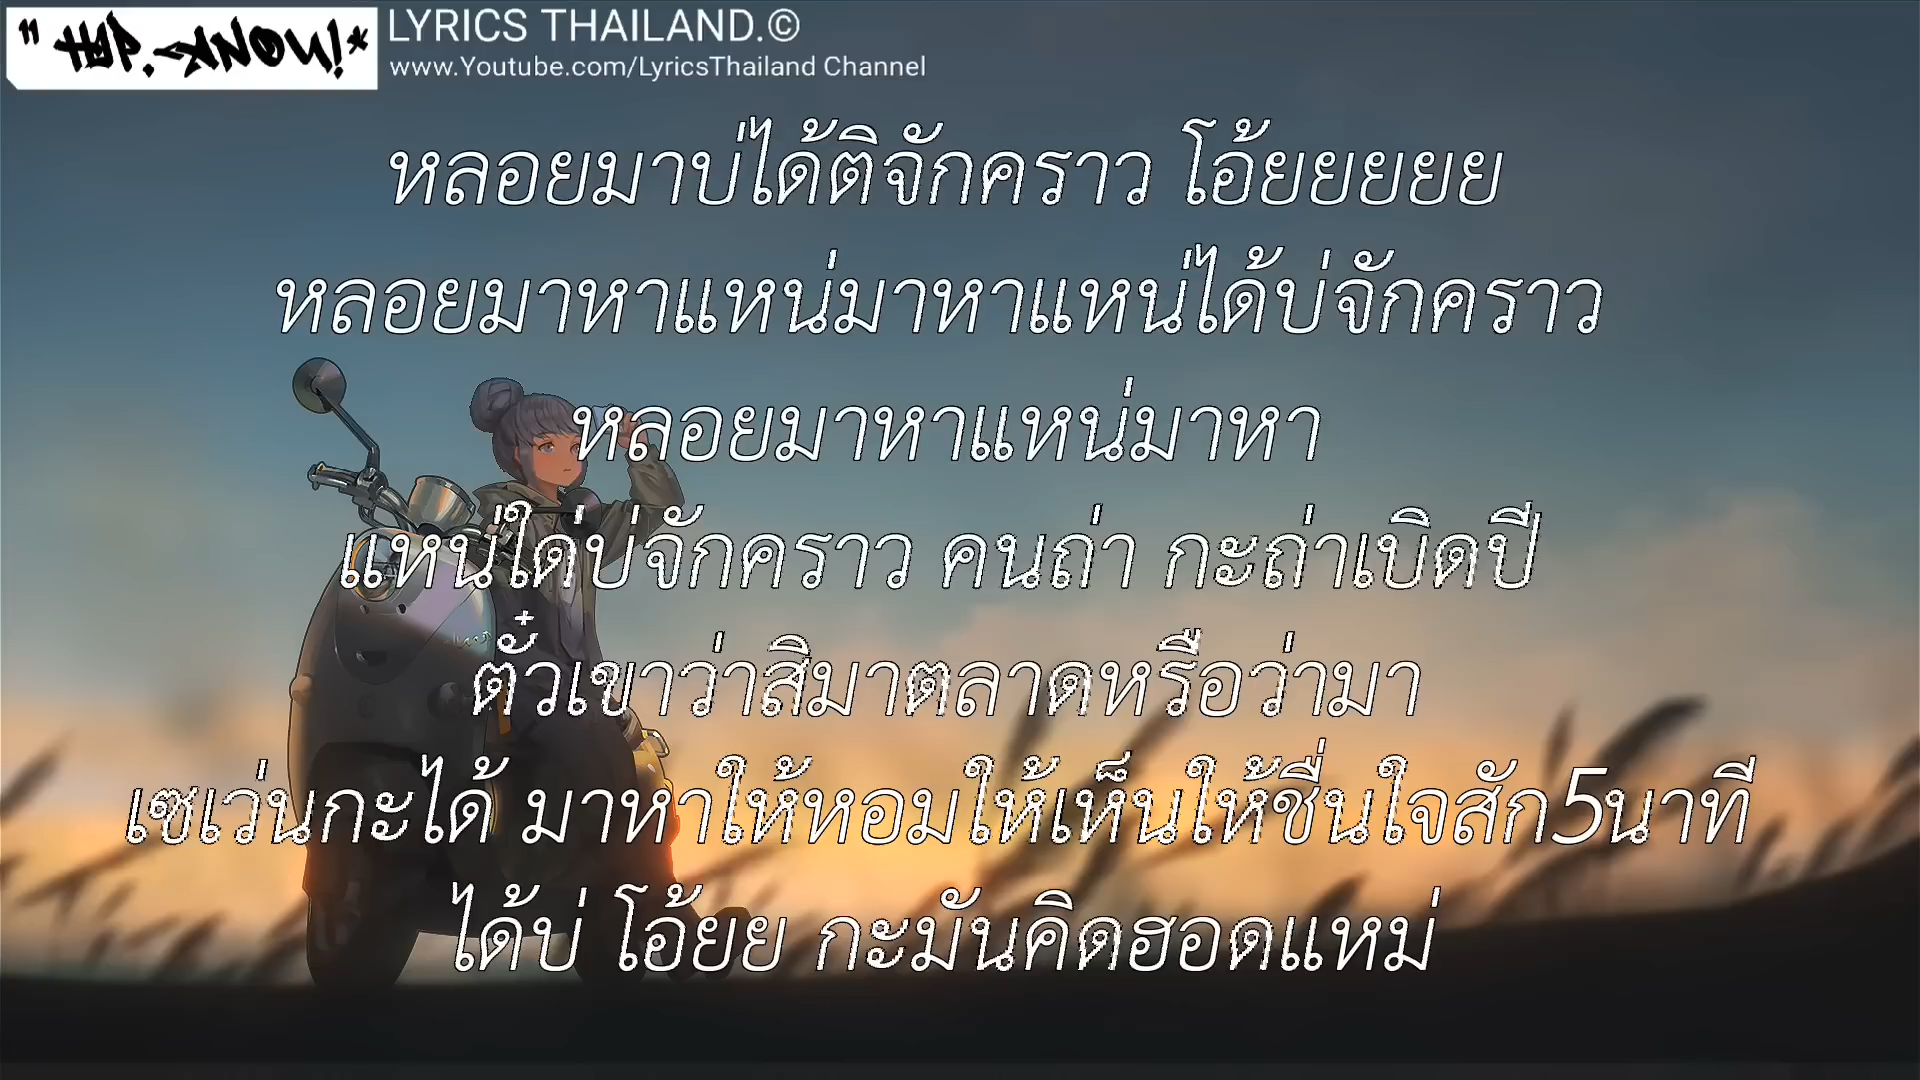 " HYP.-KNOW!*
LYRICS THAILAND.©
www.Youtube.com/LyricsThailand Channel
หลอยมาบ่ได้ติจักคราว โอ้ยยยยย
หลอยมาหาแหน่มาหาแหน่ได้บ่จักคราว
หลอยมาหาแหน่มาหา
แหน่ใด่บ่จักคราว คนถ่า กะถ่าเบิดปี
ตั๋วเขาว่าสิมาตลาดหรือว่ามา
เซเว่นกะได้ มาหาให้หอมให้เห็นให้ชื่นใจสัก5นาที
ได้บ่ โอ้ยย กะมันคิดฮอดแหม่